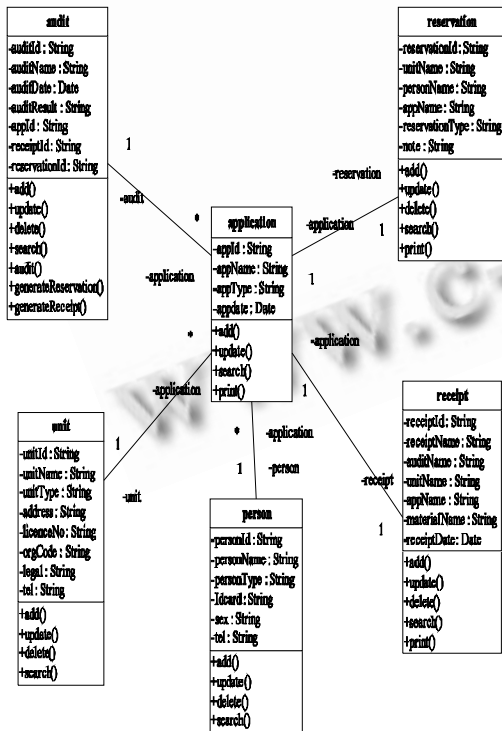 audit
-auditId : String
-auditName : String
-auditDate : Date
-auditResult : String
-appId : String
-receiptId : String
-reservationId : String
+add()
+update()
+delete()
+search()
+audit()
+generateReservation()
+generateReceipt()
reservation
-reservationId : String
-unitName : String
-personName : String
-appName : String
-reservationType : String
-note : String
+add()
+update()
+delete()
+search()
+print()
1
-audit
*
-application
-reservation
1
-application
1
application
-appId : String
-appName : String
-appType : String
-appdate : Date
+add()
+update()
+search()
+print()
*
-application
1
-unit
-application
1
-receipt
1
*
-application
1
-person
unit
-unitId : String
-unitName : String
-unitType : String
-address : String
-licenceNo : String
-orgCode : String
-legal : String
-tel : String
+add()
+update()
+delete()
+search()
person
-personId : String
-personName : String
-personType : String
-Idcard : String
-sex : String
-tel : String
+add()
+update()
+delete()
+search()
receipt
-receiptId : String
-receiptName : String
-auditName : String
-unitName : String
-appName : String
-materialName : String
-receiptDate : Date
+add()
+update()
+delete()
+search()
+print()